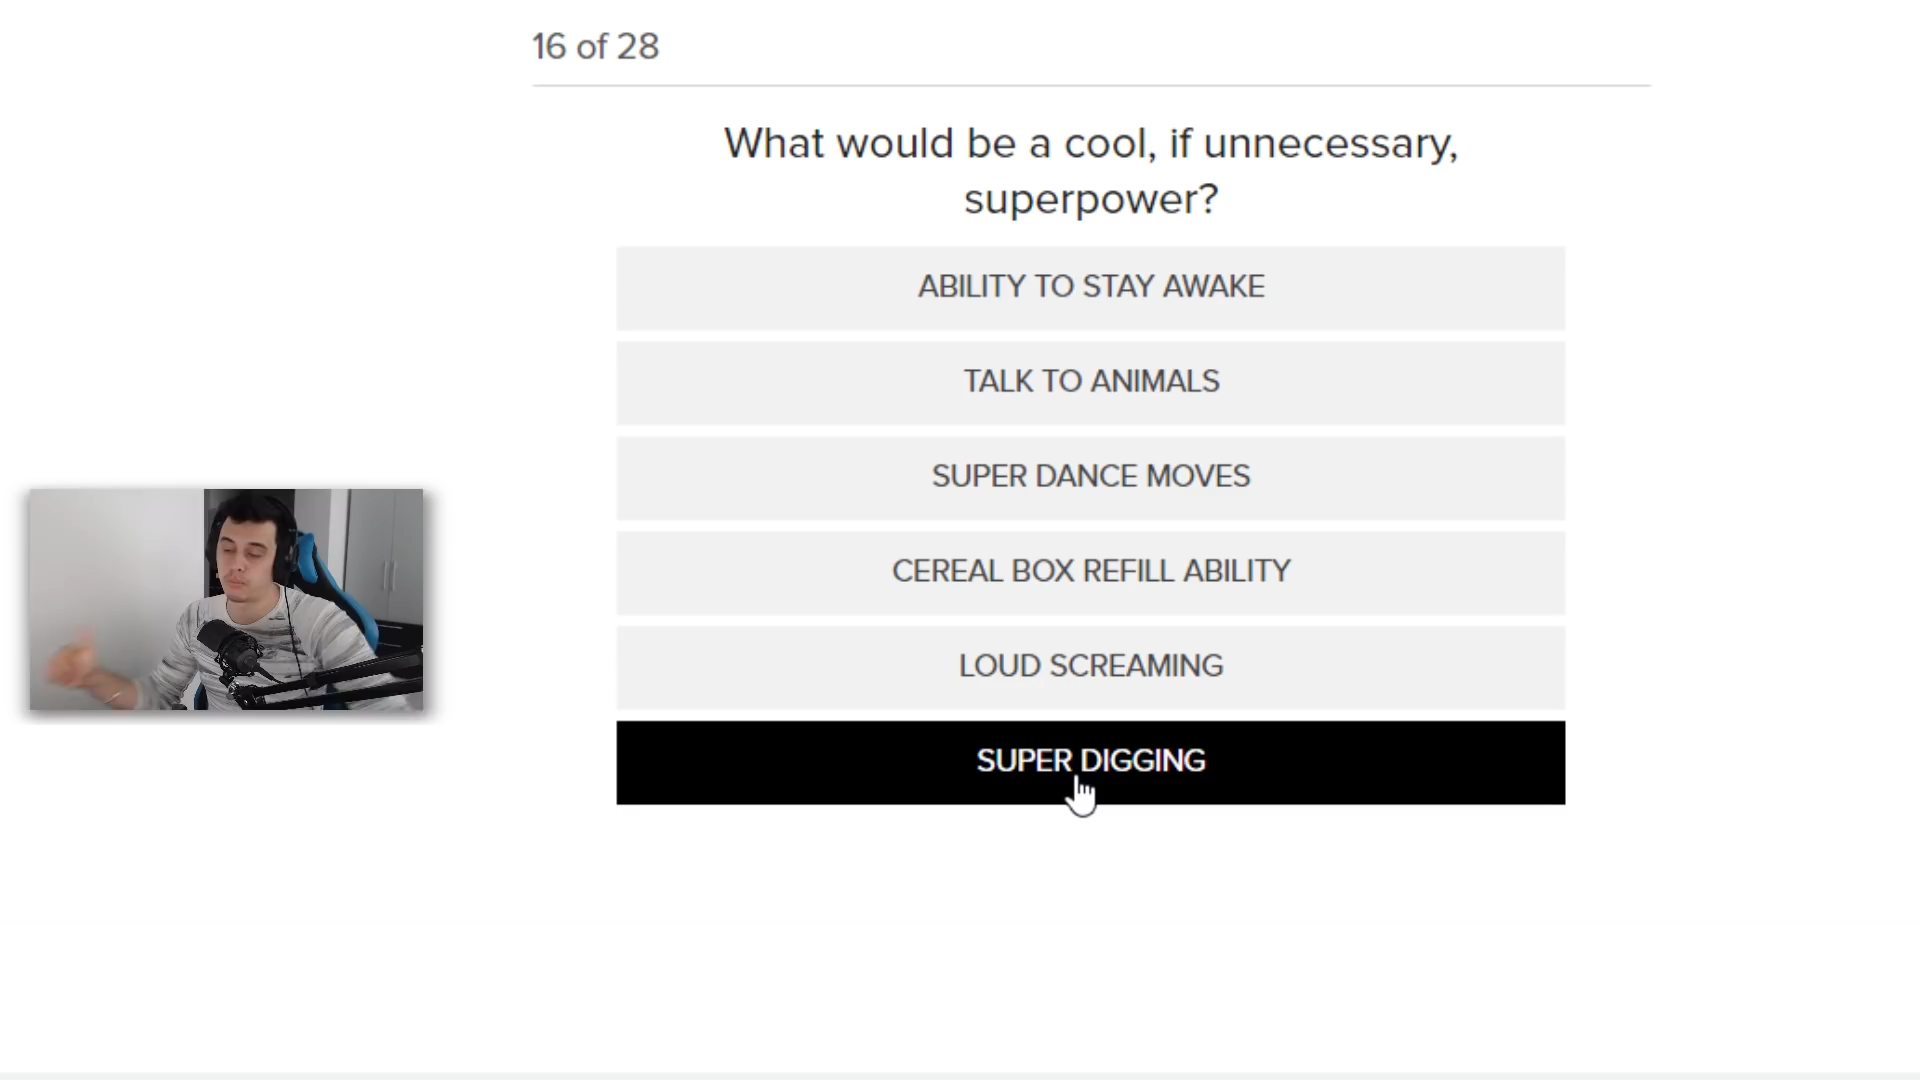 16 of 28
What would be a cool, if unnecessary,
superpower?
ABILITY TO STAY AWAKE
TALK TO ANIMALS
SUPER DANCE MOVES
CEREAL BOX REFILL ABILITY
LOUD SCREAMING
SUPER DIGGING